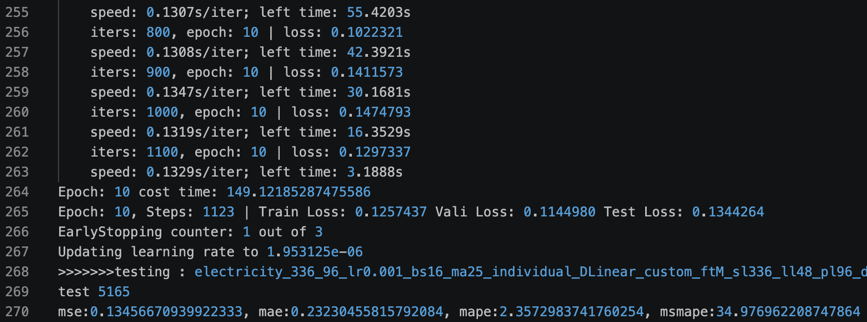 255 speed: 0.1307s/iter; left time: 55.4203s
256 iters: 800, epoch: 10 | loss: 0.1022321
257 speed: 0.1308s/iter; left time: 42.3921s
258 iters: 900, epoch: 10 | loss: 0.1411573
259 speed: 0.1347s/iter; left time: 30.1681s
260 iters: 1000, epoch: 10 | loss: 0.1474793
261 speed: 0.1319s/iter; left time: 16.3529s
262 iters: 1100, epoch: 10 | loss: 0.1297337
263 speed: 0.1329s/iter; left time: 3.1888s
264 Epoch: 10 cost time: 149.12185287475586
265 Epoch: 10, Steps: 1123 | Train Loss: 0.1257437 Vali Loss: 0.1144980 Test Loss: 0.1344264
266 EarlyStopping counter: 1 out of 3
267 Updating learning rate to 1.953125e-06
268 >>>>>>>testing : electricity_336_96_lr0.001_bs16_ma25_individual_DLinear_custom_ftM_sl336_ll48_pl96_d
269 test 5165
270 mse:0.13456670939922333, mae:0.23230455815792084, mape:2.3572983741760254, msmape:34.976962208747864